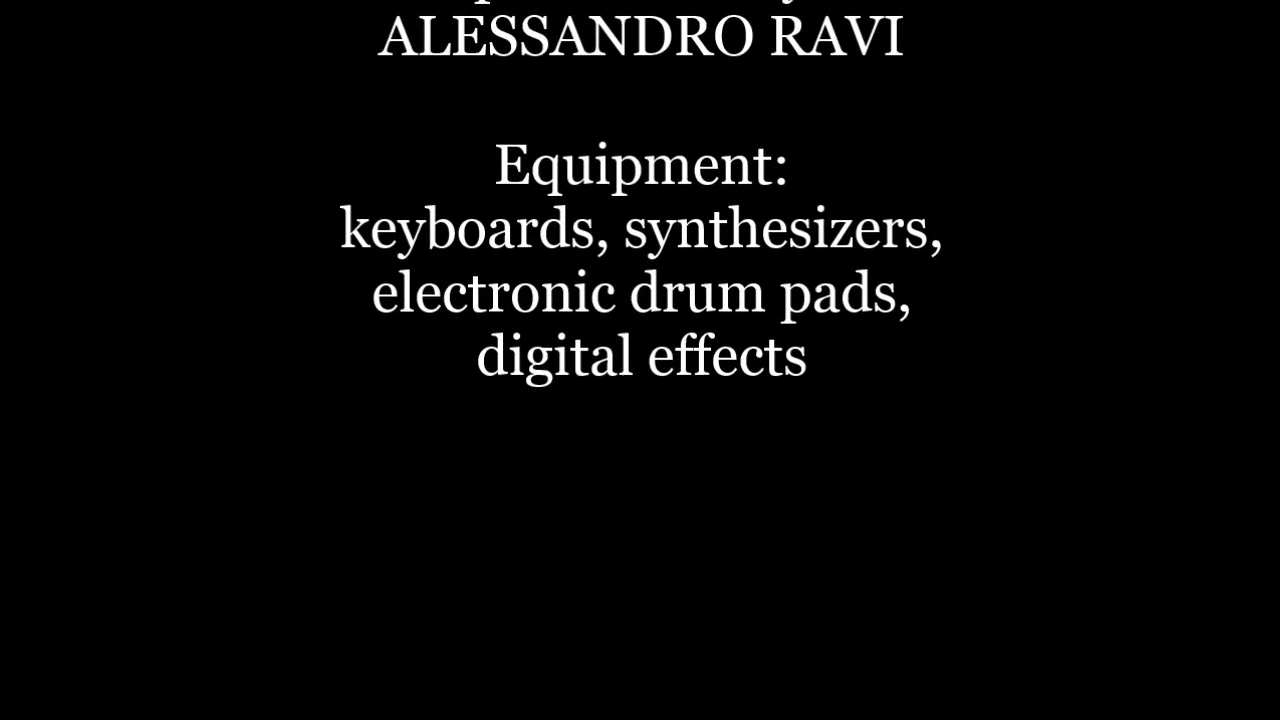 ALESSANDRO RAVI
Equipment:
keyboards, synthesizers,
electronic drum pads,
digital effects